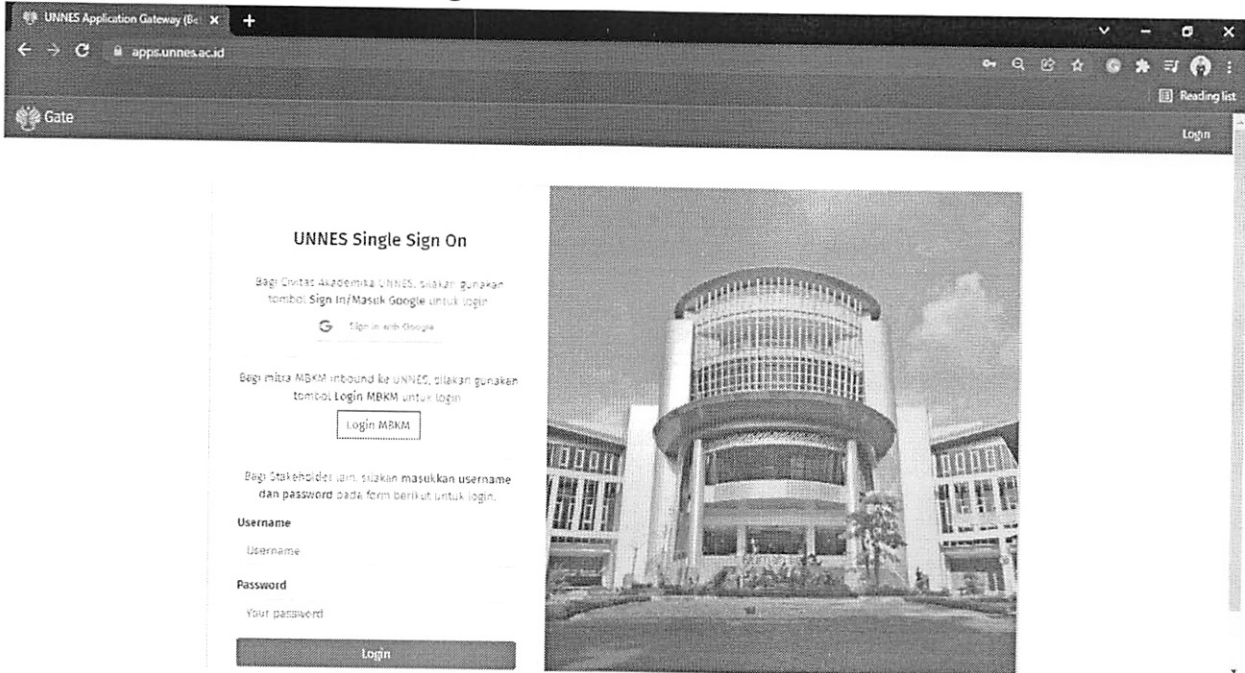 UNNES Application Gateway (Be
apps.unnes.ac.id
Reading list
Gate
Login
UNNES Single Sign On
Bagi Civitas Akademika UNNES, silakan gunakan
tombol Sign In/Masuk Google untuk login
G Sign in with Google
Bagi mitra MBKM inbound ke UNNES, silakan gunakan
tombol Login MBKM untuk login
Login MBKM
Bagi Stakeholder lain, silakan masukkan username
dan password pada form berikut untuk login.
Username
Username
Password
Your password
Login